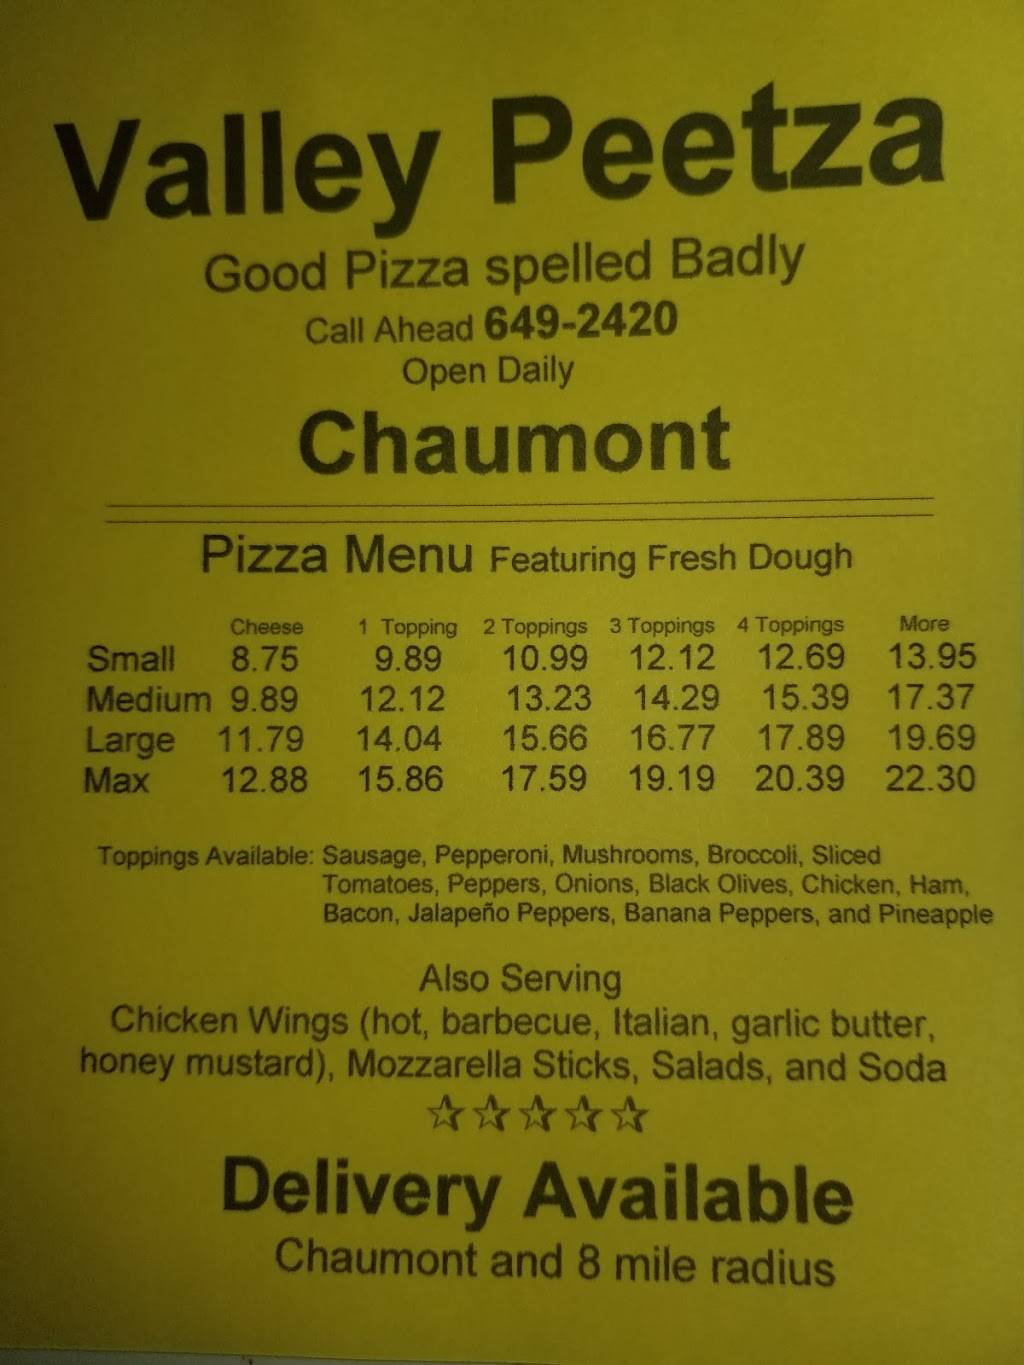 Valley Peetza
Good Pizza spelled Badly
Call Ahead 649-2420
Open Daily
Chaumont
Pizza Menu Featuring Fresh Dough
Cheese 1 Topping 2 Toppings 3 Toppings 4 Toppings More
Small 8.75 9.89 10.99 12.12 12.69 13.95
Medium 9.89 12.12 13.23 14.29 15.39 17.37
Large 11.79 14.04 15.66 16.77 17.89 19.69
Max 12.88 15.86 17.59 19.19 20.39 22.30
Toppings Available: Sausage, Pepperoni, Mushrooms, Broccoli, Sliced
Tomatoes, Peppers, Onions, Black Olives, Chicken, Ham,
Bacon, Jalapeño Peppers, Banana Peppers, and Pineapple
Also Serving
Chicken Wings (hot, barbecue, Italian, garlic butter,
honey mustard), Mozzarella Sticks, Salads, and Soda
☆☆☆☆☆
Delivery Available
Chaumont and 8 mile radius